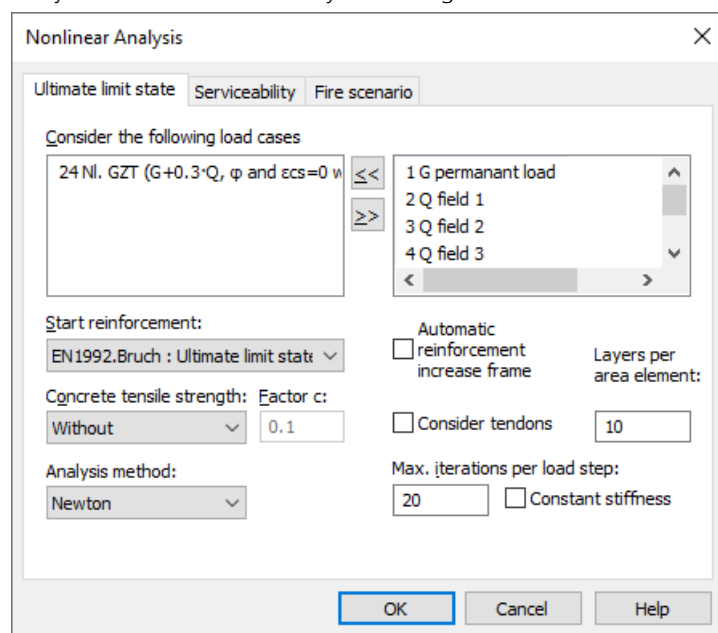 Nonlinear Analysis
Ultimate limit state Serviceability Fire scenario
Consider the following load cases
24 Nl. GZT (G+0.3·Q, φ and εcs=0 w
<<
>>
1 G permanant load
2 Q field 1
3 Q field 2
4 Q field 3
Start reinforcement:
EN1992.Bruch : Ultimate limit state
Automatic
reinforcement
increase frame
Layers per
area element:
Concrete tensile strength: Factor c:
Without 0.1
Consider tendons 10
Analysis method:
Newton
Max. iterations per load step:
20 Constant stiffness
OK Cancel Help